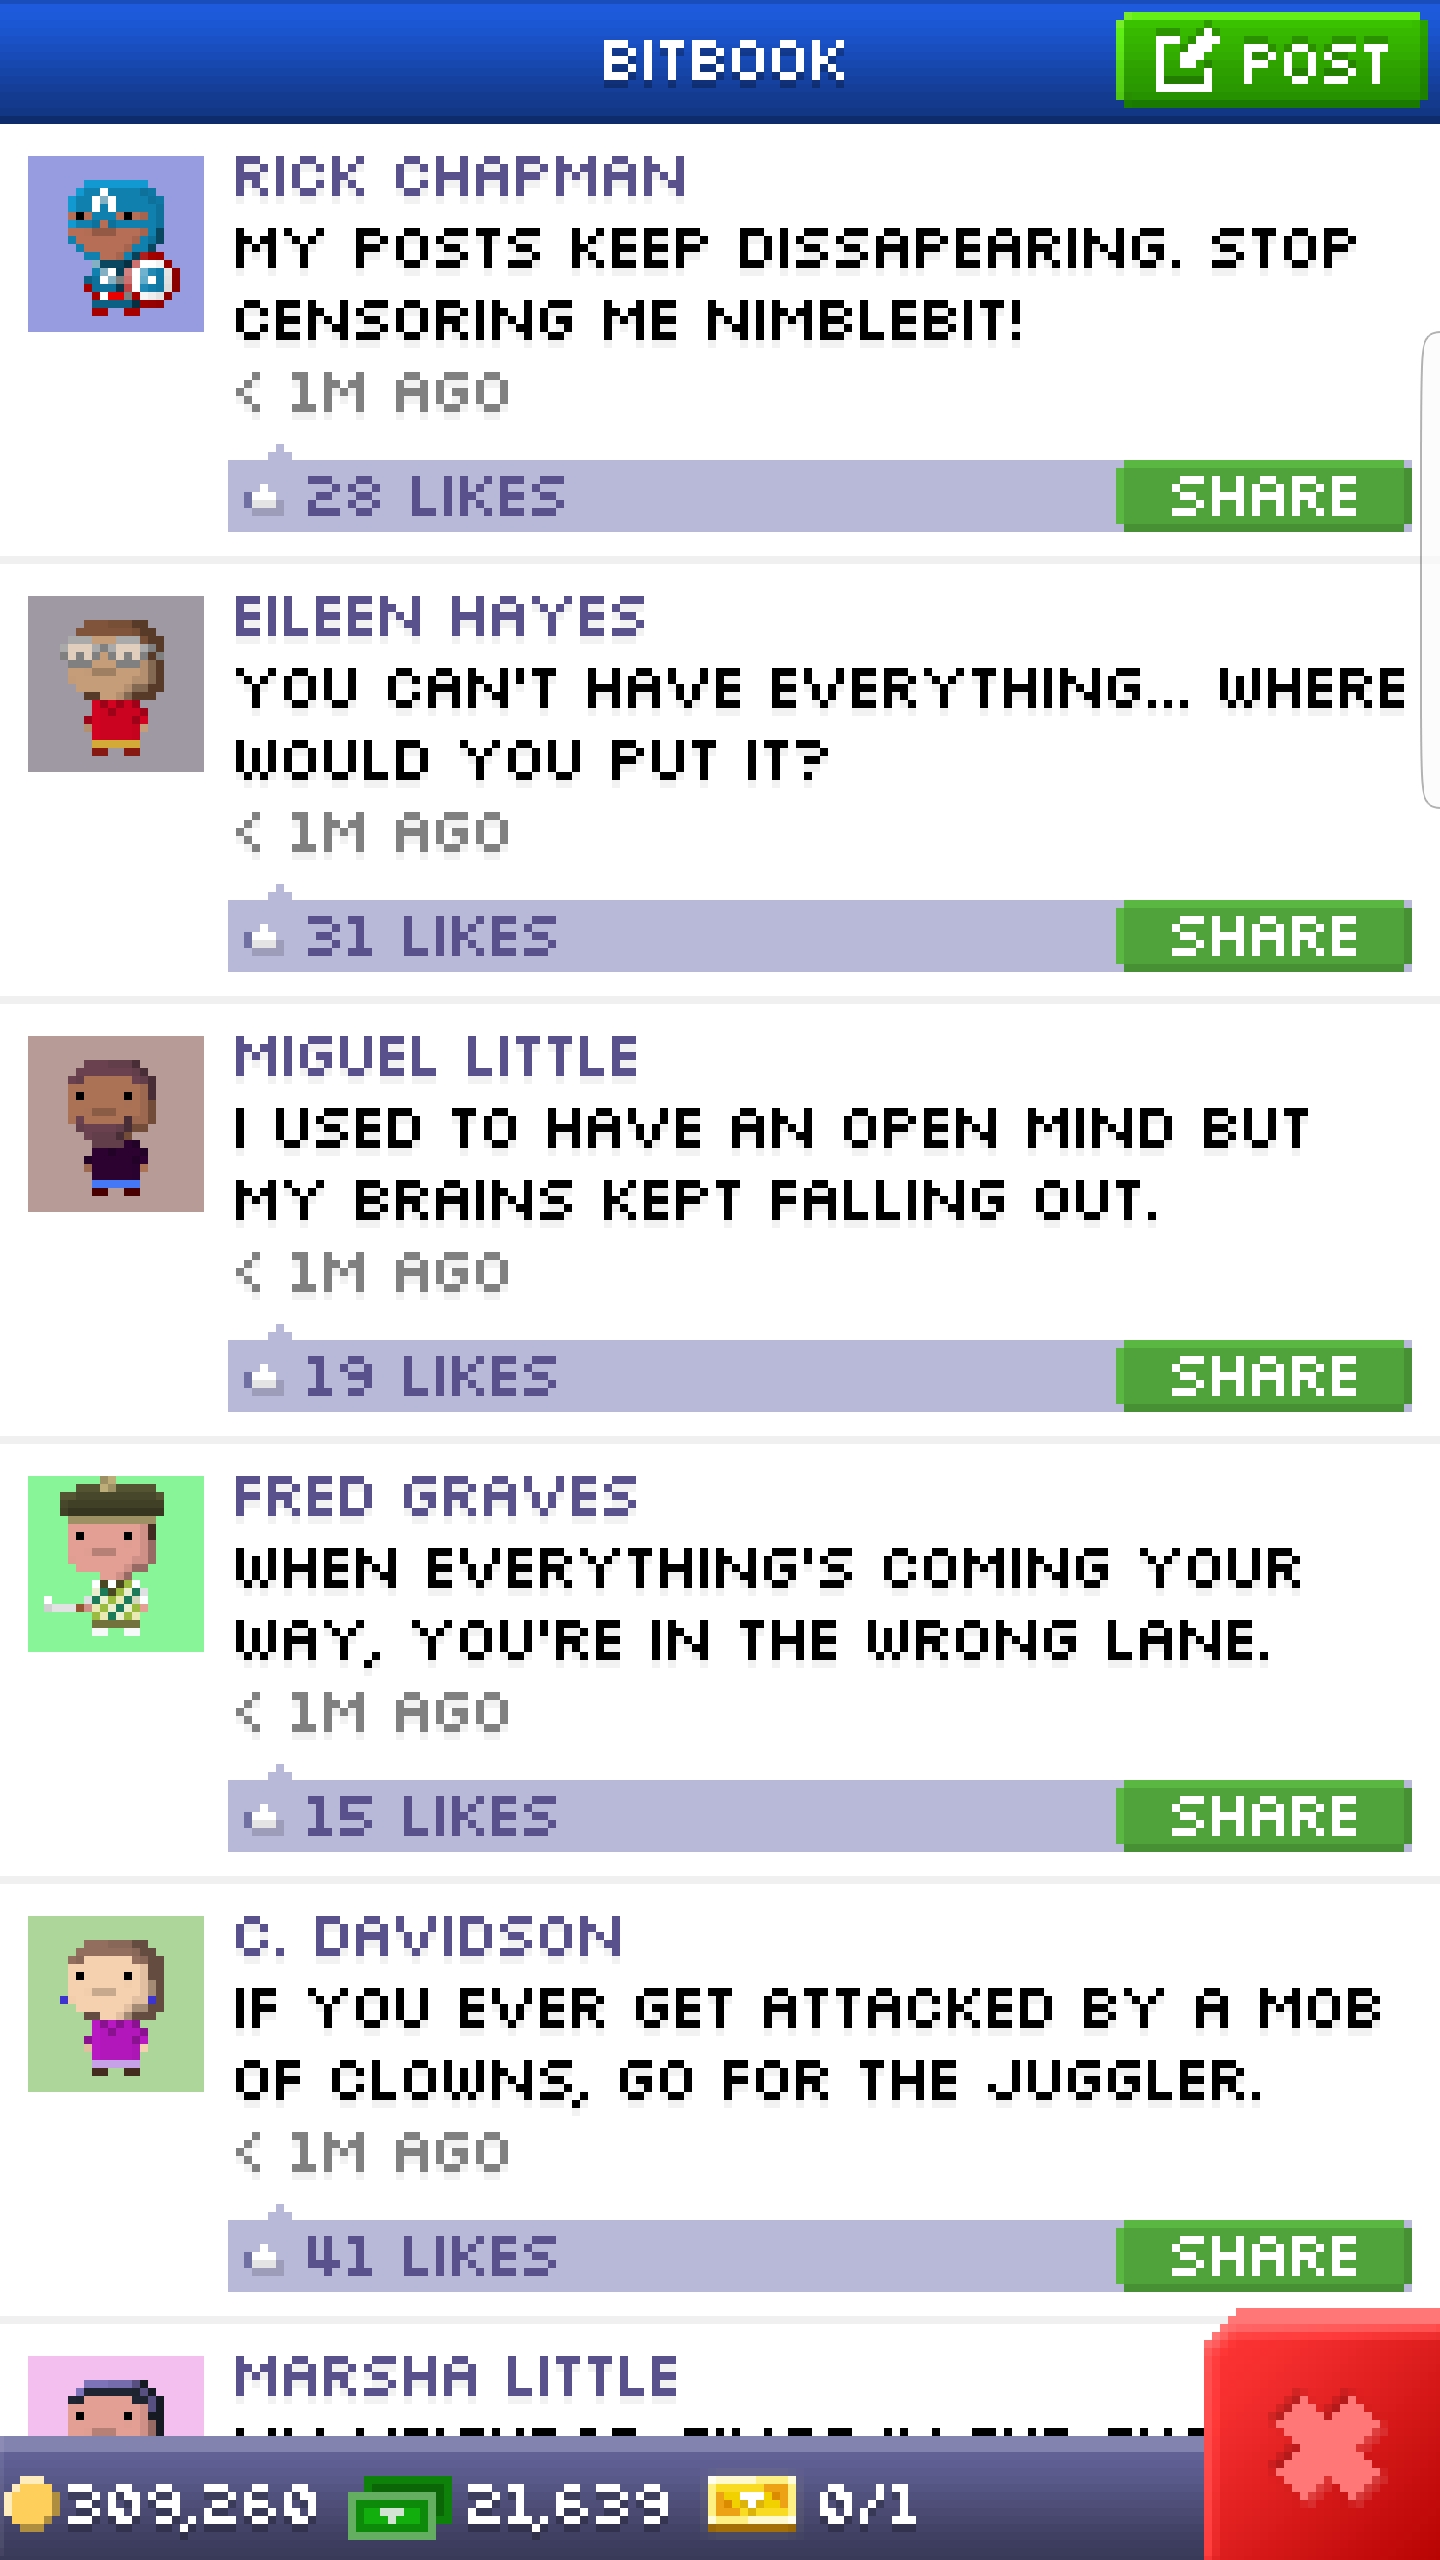 BITBOOK
POST
RICK CHAPMAN
MY POSTS KEEP DISSAPEARING. STOP
CENSORING ME NIMBLEBIT!
< 1M AGO
28 LIKES
SHARE
EILEEN HAYES
YOU CAN'T HAVE EVERYTHING... WHERE
WOULD YOU PUT IT?
< 1M AGO
31 LIKES
SHARE
MIGUEL LITTLE
I USED TO HAVE AN OPEN MIND BUT
MY BRAINS KEPT FALLING OUT.
< 1M AGO
19 LIKES
SHARE
FRED GRAVES
WHEN EVERYTHING'S COMING YOUR
WAY, YOU'RE IN THE WRONG LANE.
< 1M AGO
15 LIKES
SHARE
C. DAVIDSON
IF YOU EVER GET ATTACKED BY A MOB
OF CLOWNS, GO FOR THE JUGGLER.
< 1M AGO
41 LIKES
SHARE
MARSHA LITTLE
309,260
21,639
0/1